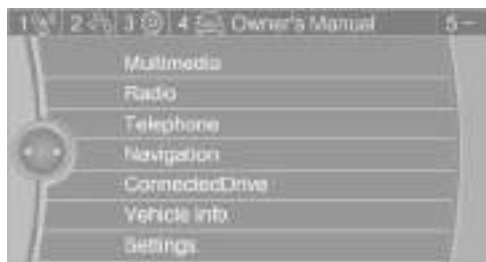 1 2 3 4 Owner's Manual 5
Multimedia
Radio
Telephone
Navigation
ConnectedDrive
Vehicle Info
Settings